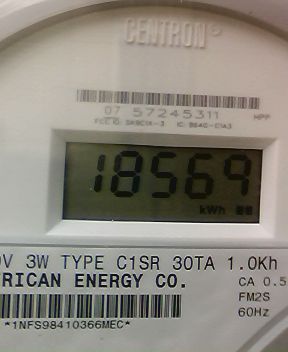 CENTRON®
07 57245311
HPP
18569
kWh
V 3W TYPE C1SR 30TA 1.0Kh
RICAN ENERGY CO.
CA 0.5
FM2S
60Hz
*1NFS98410366MEC*